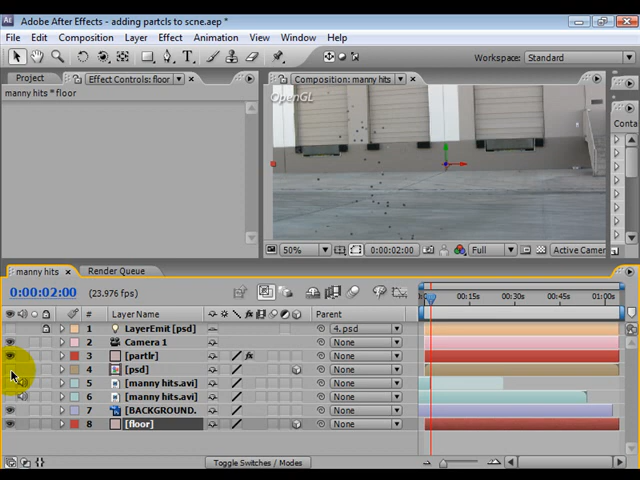 Adobe After Effects - adding partcls to scne.aep *
File Edit Composition Layer Effect Animation View Window Help
Workspace: Standard
Project Effect Controls: floor Composition: manny hits
manny hits * floor
OpenGL
Conta
50% 0:00:02:00 Full Active Camer
manny hits Render Queue
0:00:02:00 (23.976 fps)
00:15s 00:30s 00:45s 01:00s
# Layer Name Parent
1 LayerEmit [psd] 4. psd
2 Camera 1 None
3 [partlr] None
4 [psd] None
5 [manny hits.avi] None
6 [manny hits.avi] None
7 [BACKGROUND. None
8 [floor] None
Toggle Switches / Modes